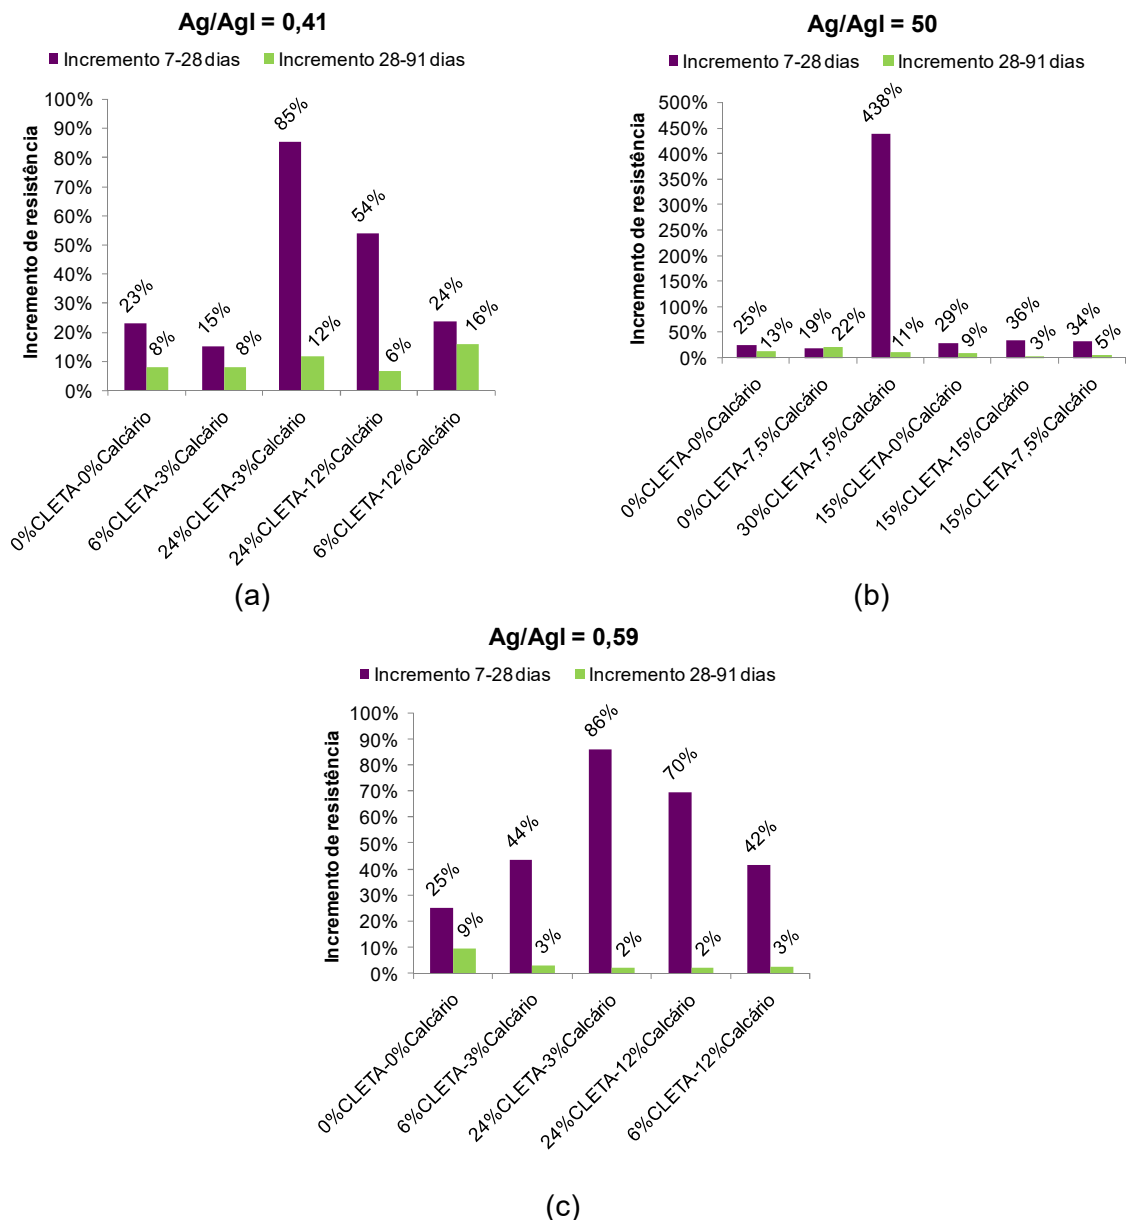 Ag/Agl = 0,41
Incremento 7-28 dias Incremento 28-91 dias
Incremento de resistência
100%
90%
80%
70%
60%
50%
40%
30%
20%
10%
0%
23% 8% 15% 8% 85% 12% 54% 6% 24% 16%
0%CLETA-0%Calcário
6%CLETA-3%Calcário
24%CLETA-3%Calcário
24%CLETA-12%Calcário
6%CLETA-12%Calcário
(a)
Ag/Agl = 50
Incremento 7-28 dias Incremento 28-91 dias
Incremento de resistência
500%
450%
400%
350%
300%
250%
200%
150%
100%
50%
0%
25% 13% 19% 22% 438% 11% 29% 9% 36% 3% 34% 5%
0%CLETA-0%Calcário
0%CLETA-7,5%Calcário
30%CLETA-7,5%Calcário
15%CLETA-0%Calcário
15%CLETA-15%Calcário
15%CLETA-7,5%Calcário
(b)
Ag/Agl = 0,59
Incremento 7-28 dias Incremento 28-91 dias
Incremento de resistência
100%
90%
80%
70%
60%
50%
40%
30%
20%
10%
0%
25% 9% 44% 3% 86% 2% 70% 2% 42% 3%
0%CLETA-0%Calcário
6%CLETA-3%Calcário
24%CLETA-3%Calcário
24%CLETA-12%Calcário
6%CLETA-12%Calcário
(c)